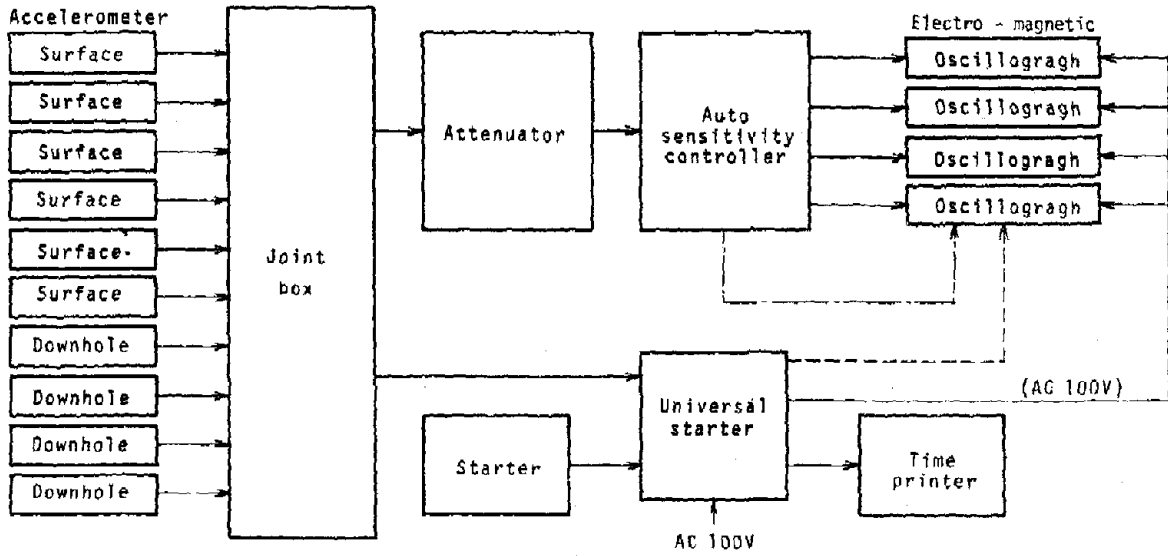 Accelerometer
Surface
Surface
Surface
Surface
Surface
Surface
Downhole
Downhole
Downhole
Downhole
Joint
box
Attenuator
Auto
sensitivity
controller
Electro - magnetic
Oscillogragh
Oscillogragh
Oscillogragh
Oscillogragh
Starter
Universal
starter
(AC 100V)
Time
printer
AC 100V